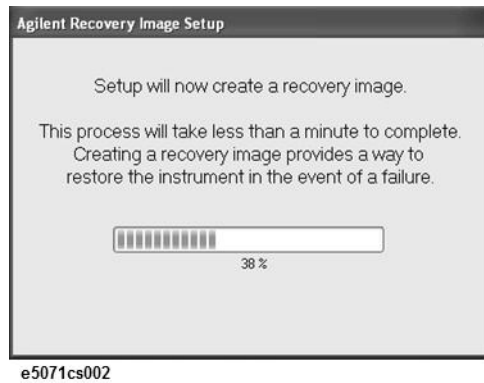 Agilent Recovery Image Setup
Setup will now create a recovery image.
This process will take less than a minute to complete.
Creating a recovery image provides a way to
restore the instrument in the event of a failure.
38 %
e5071cs002